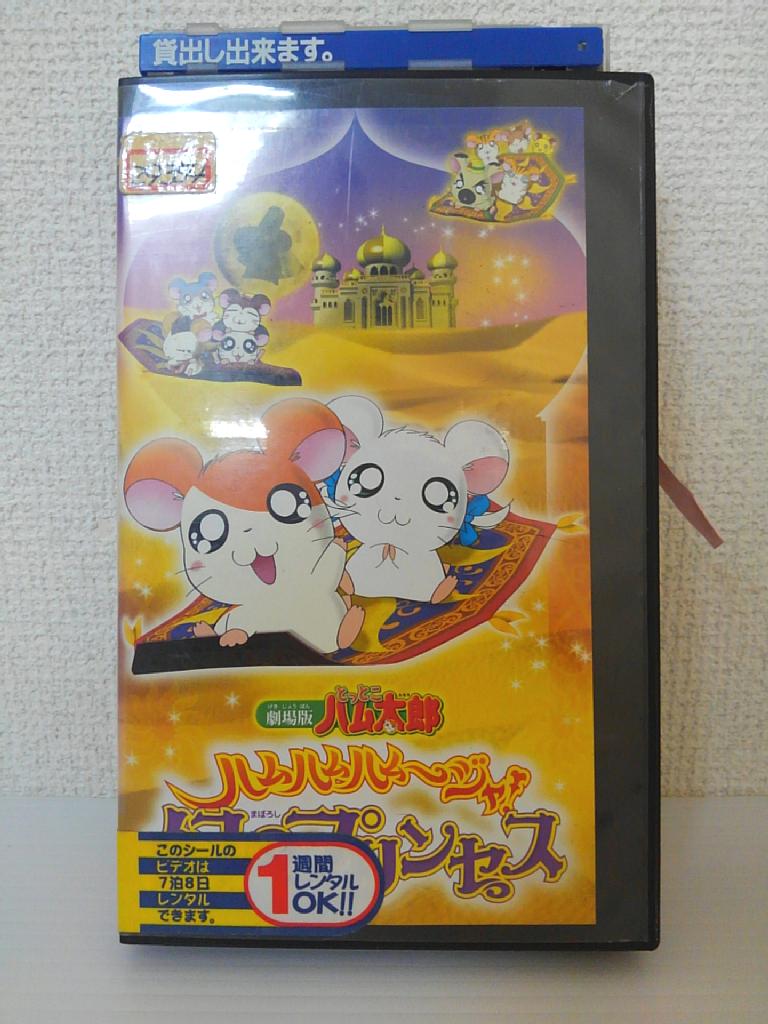 貸出し出来ます。
げきじょうばん
劇場版
とっとこ
ハム太郎
ハムハムハム〜ジャ!
まぼろし
プリンセス
このシールの
ビデオは
7泊8日
レンタル
できます。
1週間
レンタル
OK!!